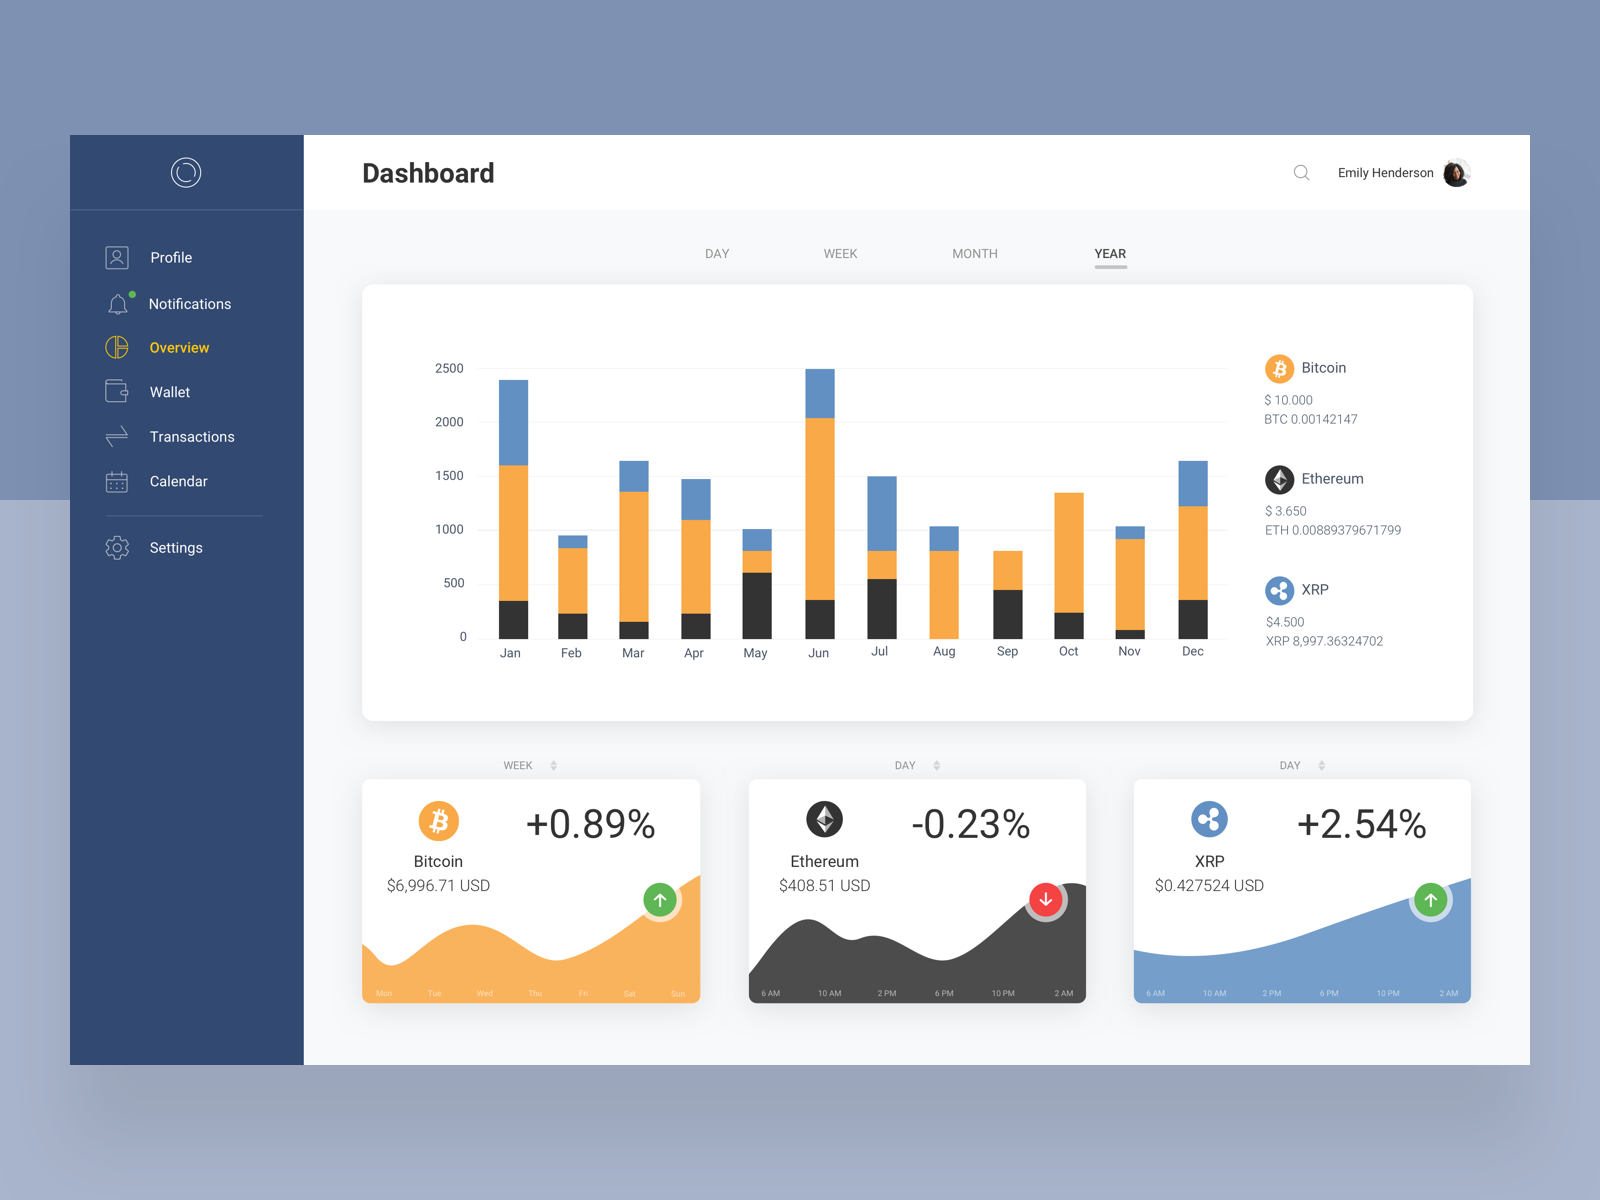 Dashboard
Emily Henderson
Profile
Notifications
Overview
Wallet
Transactions
Calendar
Settings
DAY WEEK MONTH YEAR
2500
2000
1500
1000
500
0
Jan Feb Mar Apr May Jun Jul Aug Sep Oct Nov Dec
Bitcoin
$ 10.000
BTC 0.00142147
Ethereum
$ 3.650
ETH 0.00889379671799
XRP
$4.500
XRP 8,997.36324702
WEEK
+0.89%
Bitcoin
$6,996.71 USD
Mon Tue Wed Thu Fri Sat Sun
DAY
-0.23%
Ethereum
$408.51 USD
6 AM 10 AM 2 PM 6 PM 10 PM 2 AM
DAY
+2.54%
XRP
$0.427524 USD
6 AM 10 AM 2 PM 6 PM 10 PM 2 AM